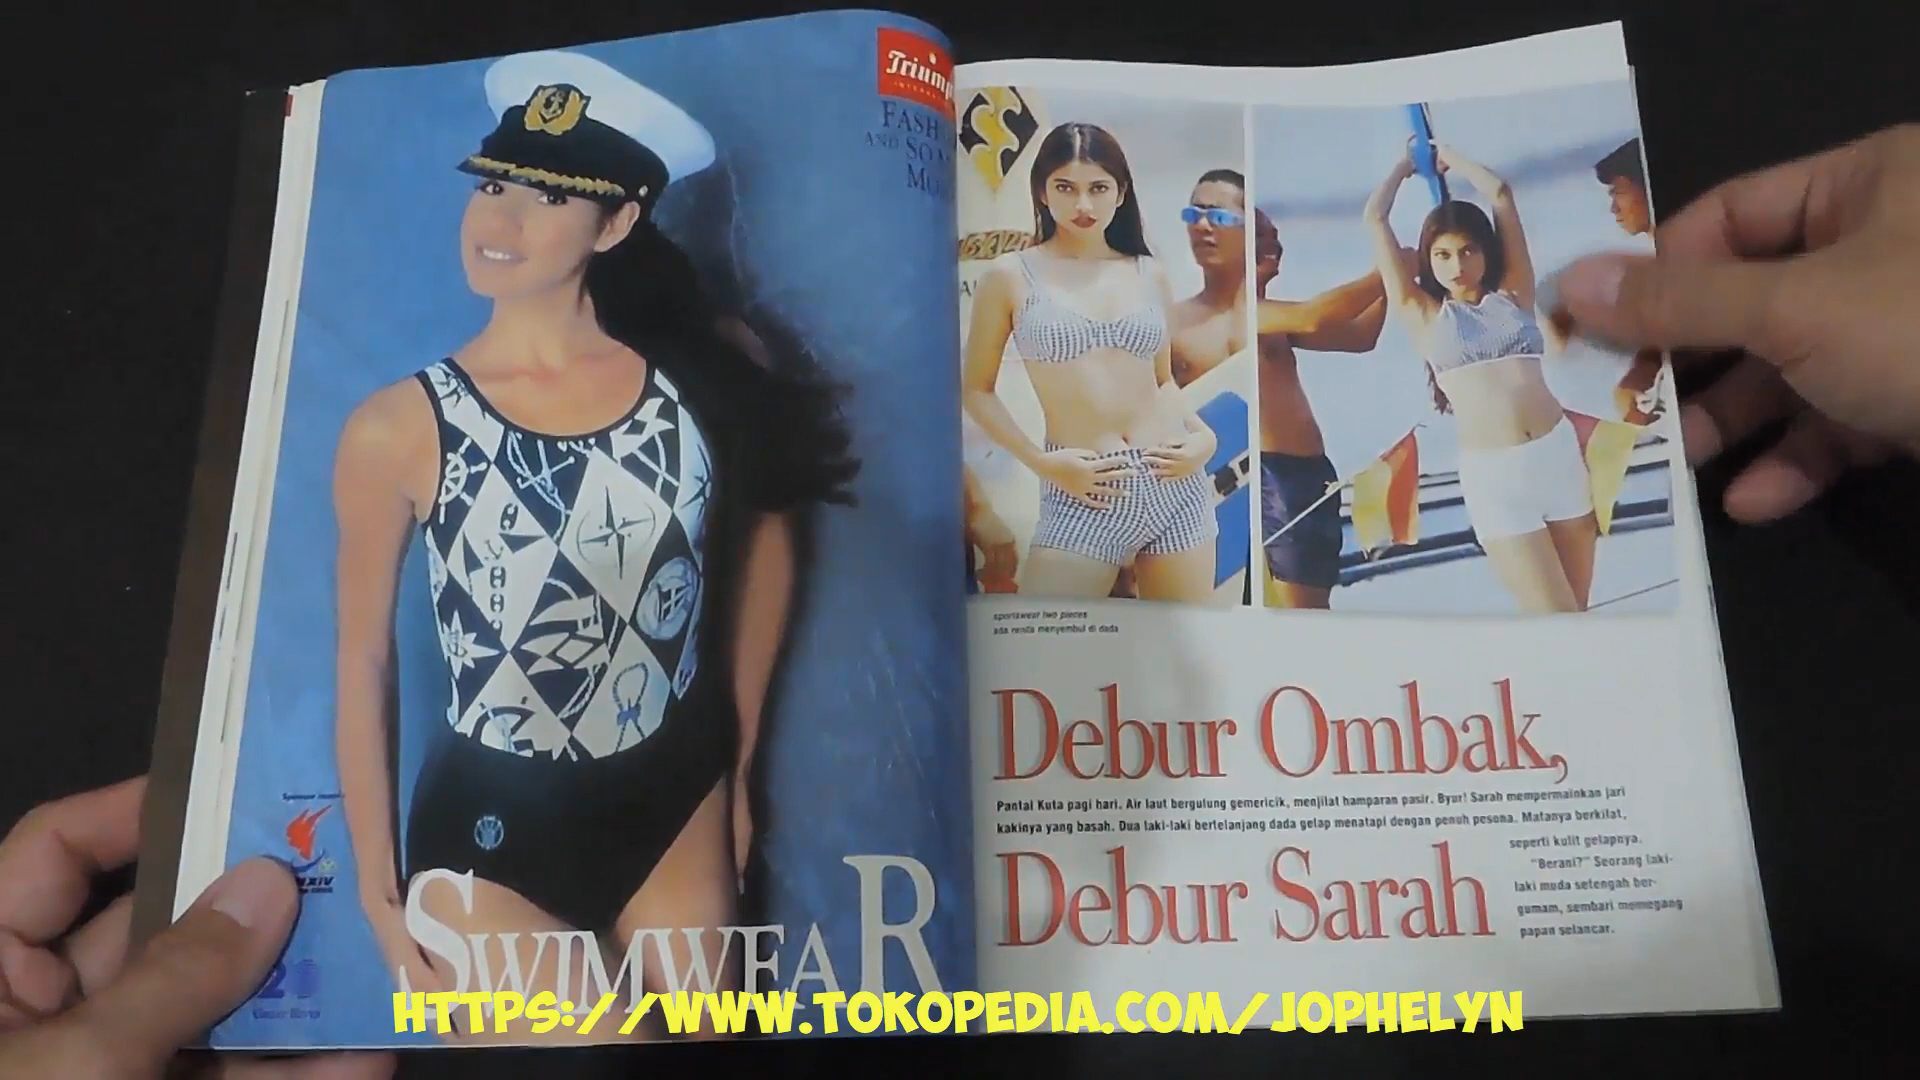 Triump
FASH
AND SO
MO
SWIMWEAR
sportswear two pieces
ada renda menyembul di dada
Debur Ombak,
Pantai Kuta pagi hari. Air laut bergulung gemericik, menjilat hamparan pasir. Byur! Sarah mempermainkan jari
kakinya yang basah. Dua laki-laki bertelanjang dada gelap menatapi dengan penuh pesona. Matanya berkilat,
seperti kulit gelapnya.
"Berani?" Seorang laki-
laki muda setengah ber-
gumam, sembari memegang
papan selancar.
Debur Sarah
HTTPS://WWW.TOKOPEDIA.COM/JOPHELYN